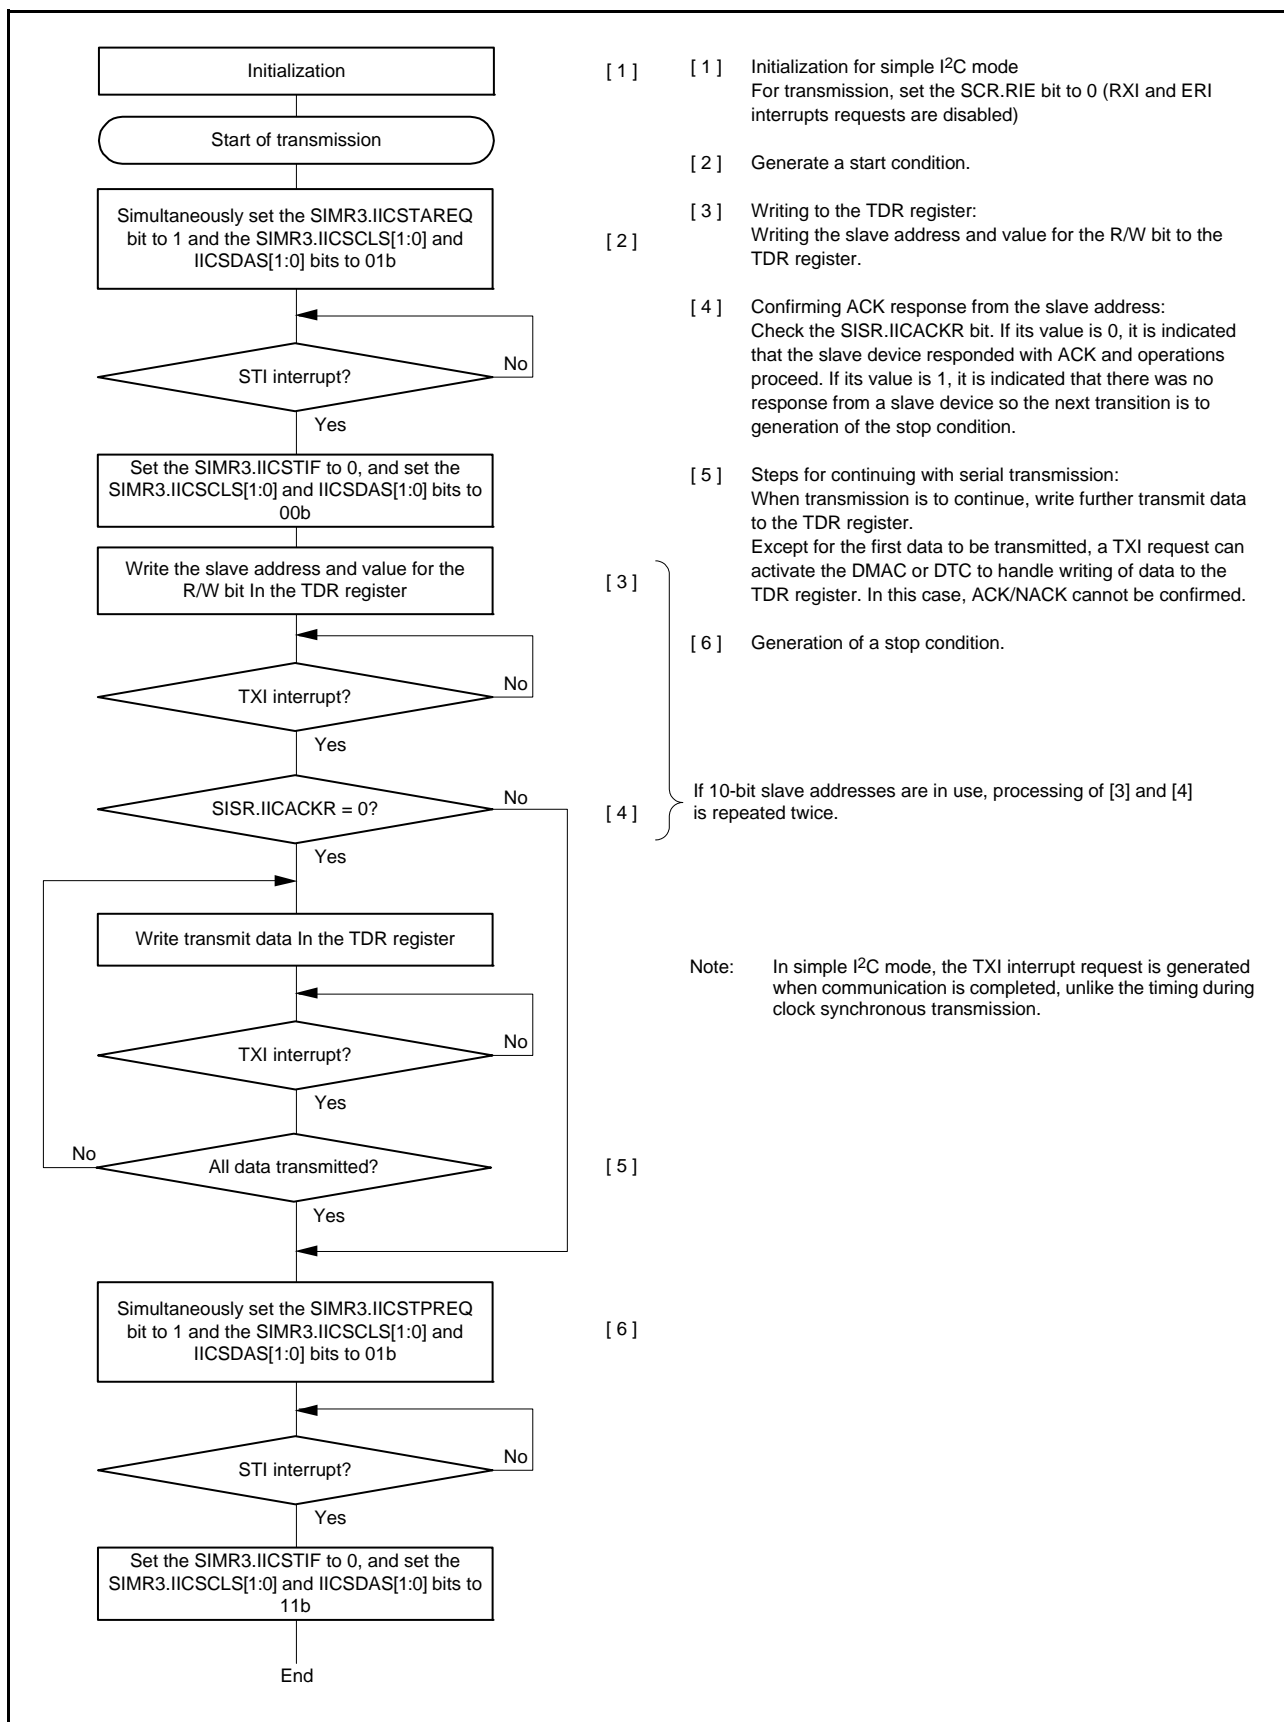 Initialization
[ 1 ]
Start of transmission
Simultaneously set the SIMR3.IICSTAREQ
bit to 1 and the SIMR3.IICSCLS[1:0] and
IICSDAS[1:0] bits to 01b
[ 2 ]
STI interrupt?
No
Yes
Set the SIMR3.IICSTIF to 0, and set the
SIMR3.IICSCLS[1:0] and IICSDAS[1:0] bits to
00b
Write the slave address and value for the
R/W bit In the TDR register
[ 3 ]
TXI interrupt?
No
Yes
SISR.IICACKR = 0?
No
[ 4 ]
Yes
Write transmit data In the TDR register
TXI interrupt?
No
Yes
No
All data transmitted?
[ 5 ]
Yes
Simultaneously set the SIMR3.IICSTPREQ
bit to 1 and the SIMR3.IICSCLS[1:0] and
IICSDAS[1:0] bits to 01b
[ 6 ]
STI interrupt?
No
Yes
Set the SIMR3.IICSTIF to 0, and set the
SIMR3.IICSCLS[1:0] and IICSDAS[1:0] bits to
11b
End
[ 1 ] Initialization for simple I2C mode
For transmission, set the SCR.RIE bit to 0 (RXI and ERI
interrupts requests are disabled)
[ 2 ] Generate a start condition.
[ 3 ] Writing to the TDR register:
Writing the slave address and value for the R/W bit to the
TDR register.
[ 4 ] Confirming ACK response from the slave address:
Check the SISR.IICACKR bit. If its value is 0, it is indicated
that the slave device responded with ACK and operations
proceed. If its value is 1, it is indicated that there was no
response from a slave device so the next transition is to
generation of the stop condition.
[ 5 ] Steps for continuing with serial transmission:
When transmission is to continue, write further transmit data
to the TDR register.
Except for the first data to be transmitted, a TXI request can
activate the DMAC or DTC to handle writing of data to the
TDR register. In this case, ACK/NACK cannot be confirmed.
[ 6 ] Generation of a stop condition.
If 10-bit slave addresses are in use, processing of [3] and [4]
is repeated twice.
Note: In simple I2C mode, the TXI interrupt request is generated
when communication is completed, unlike the timing during
clock synchronous transmission.